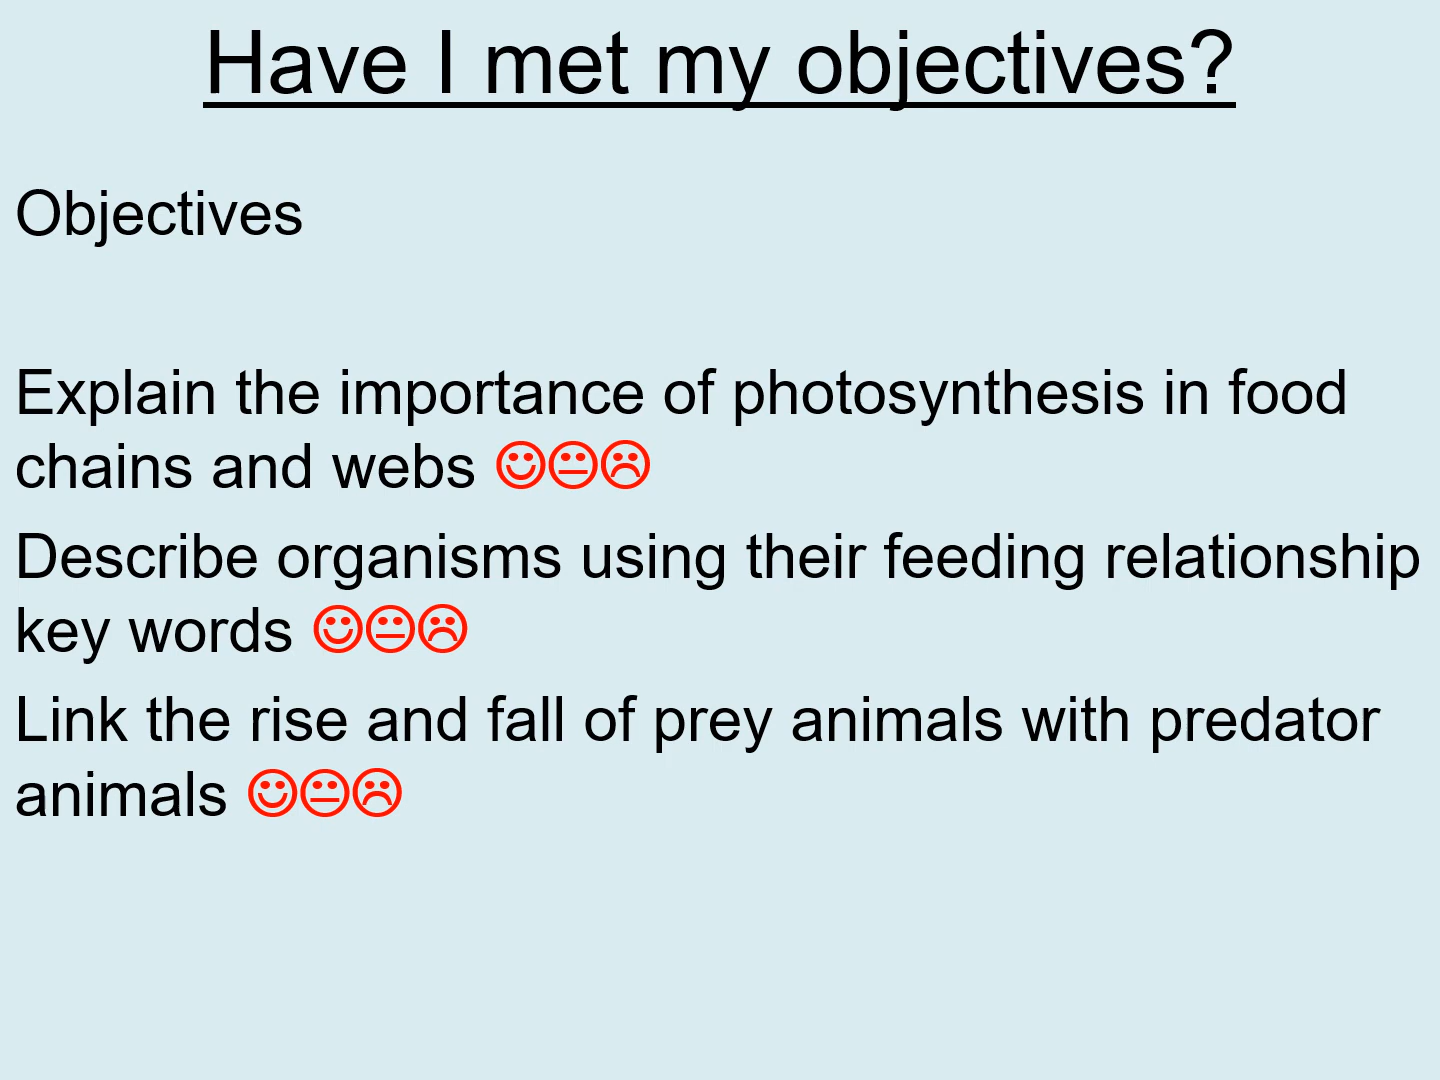 Have I met my objectives?
Objectives
Explain the importance of photosynthesis in food
chains and webs ☺😐☹
Describe organisms using their feeding relationship
key words ☺😐☹
Link the rise and fall of prey animals with predator
animals ☺😐☹